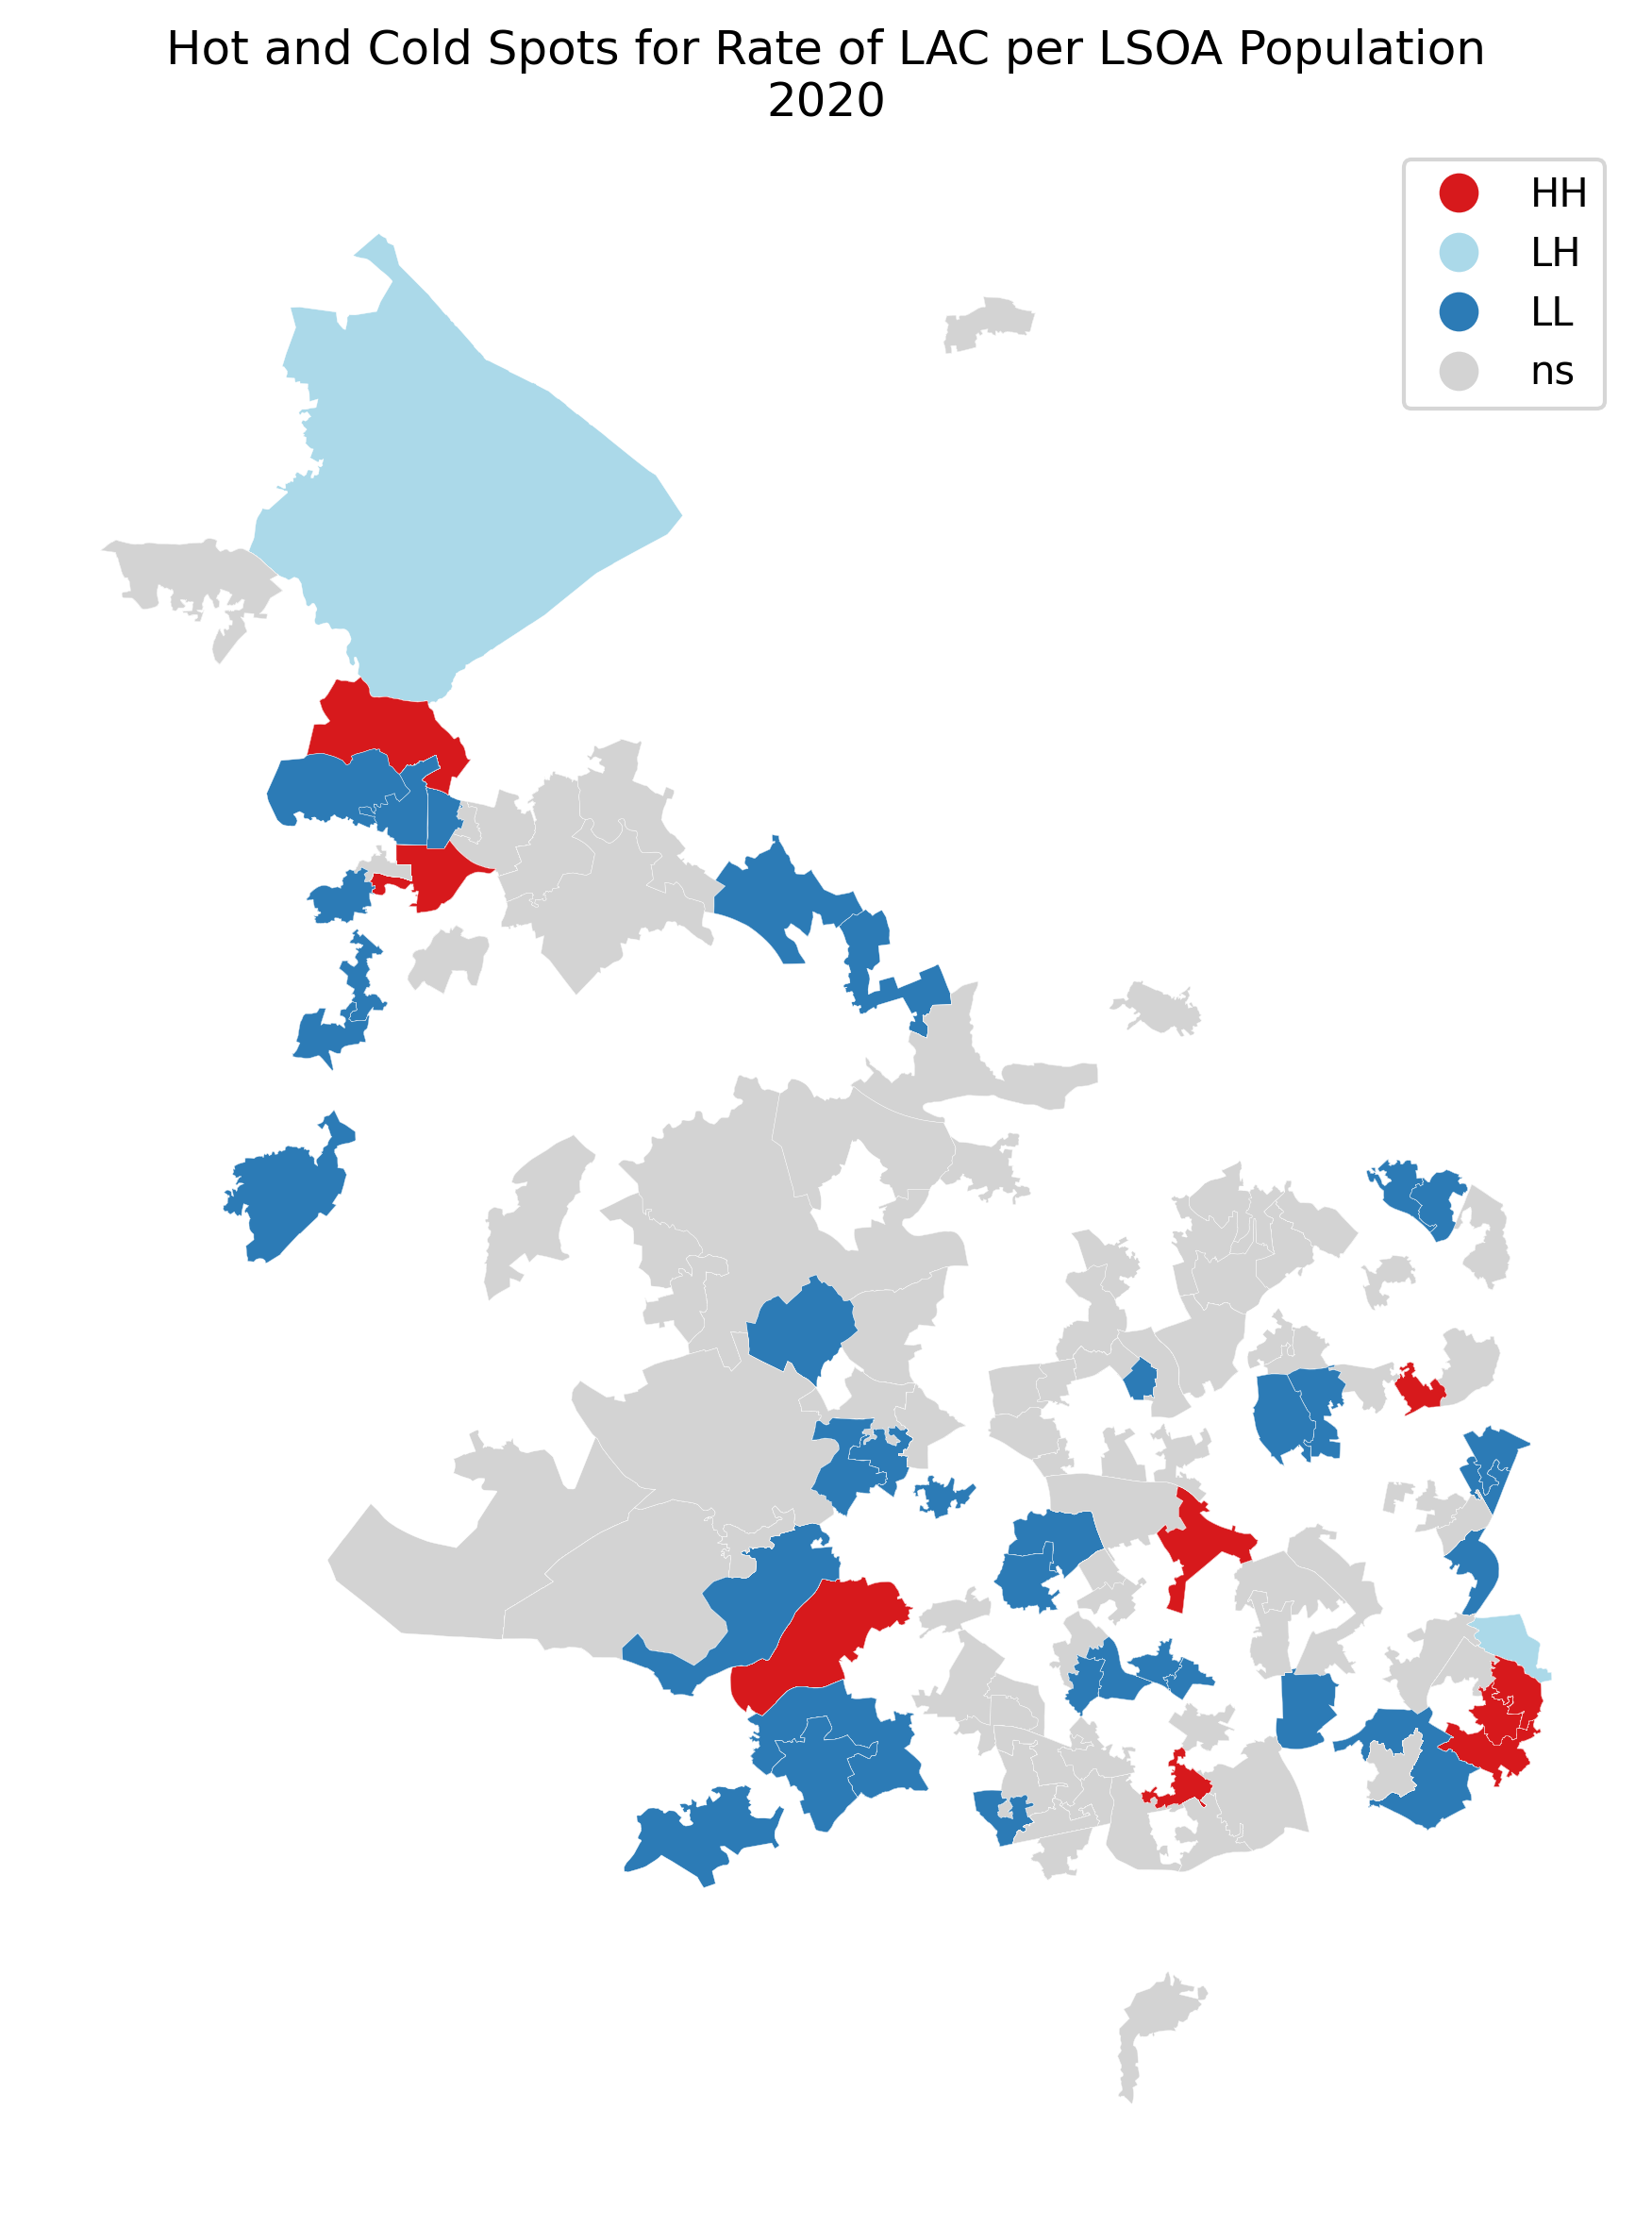 Hot and Cold Spots for Rate of LAC per LSOA Population
2020
HH
LH
LL
ns